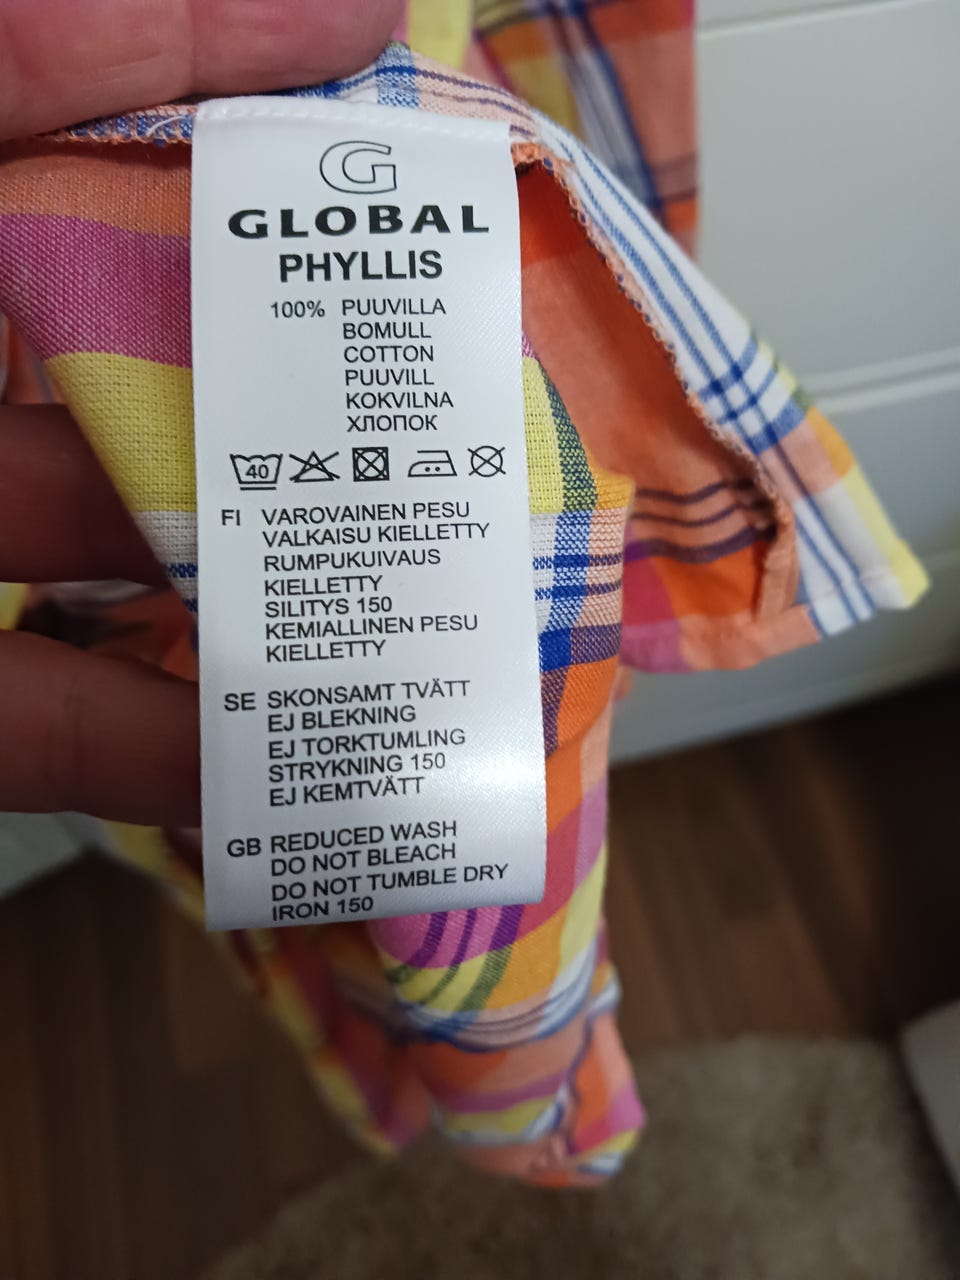 G
GLOBAL
PHYLLIS
100% PUUVILLA
BOMULL
COTTON
PUUVILL
KOKVILNA
ХЛОПОК
40
FI VAROVAINEN PESU
VALKAISU KIELLETTY
RUMPUKUIVAUS
KIELLETTY
SILITYS 150
KEMIALLINEN PESU
KIELLETTY
SE SKONSAMT TVÄTT
EJ BLEKNING
EJ TORKTUMLING
STRYKNING 150
EJ KEMTVÄTT
GB REDUCED WASH
DO NOT BLEACH
DO NOT TUMBLE DRY
IRON 150